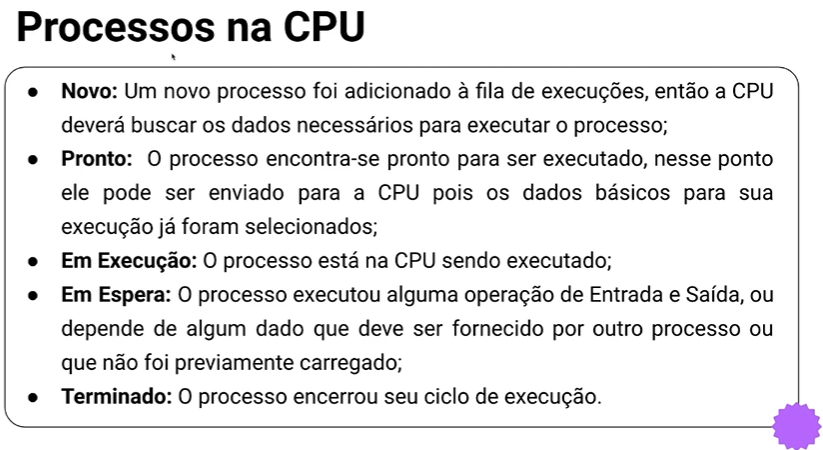 Processos na CPU
● Novo: Um novo processo foi adicionado à fila de execuções, então a CPU
deverá buscar os dados necessários para executar o processo;
● Pronto: O processo encontra-se pronto para ser executado, nesse ponto
ele pode ser enviado para a CPU pois os dados básicos para sua
execução já foram selecionados;
● Em Execução: O processo está na CPU sendo executado;
● Em Espera: O processo executou alguma operação de Entrada e Saída, ou
depende de algum dado que deve ser fornecido por outro processo ou
que não foi previamente carregado;
● Terminado: O processo encerrou seu ciclo de execução.